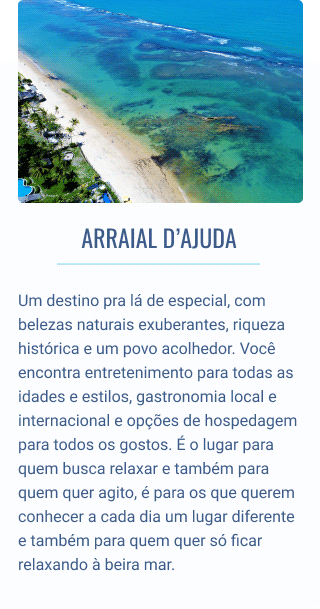 ARRAIAL D’AJUDA
Um destino pra lá de especial, com
belezas naturais exuberantes, riqueza
histórica e um povo acolhedor. Você
encontra entretenimento para todas as
idades e estilos, gastronomia local e
internacional e opções de hospedagem
para todos os gostos. É o lugar para
quem busca relaxar e também para
quem quer agito, é para os que querem
conhecer a cada dia um lugar diferente
e também para quem quer só ficar
relaxando à beira mar.